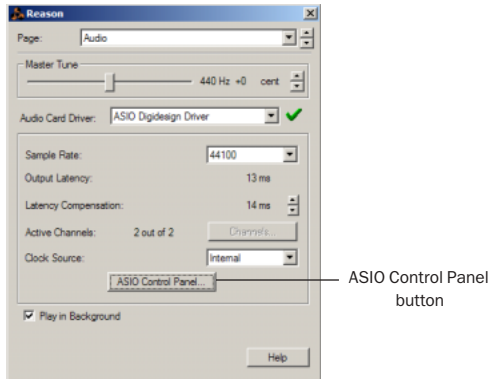 Reason
Page: Audio
Master Tune
440 Hz +0 cent
Audio Card Driver: ASIO Digidesign Driver
Sample Rate: 44100
Output Latency: 13 ms
Latency Compensation: 14 ms
Active Channels: 2 out of 2 Channels...
Clock Source: Internal
ASIO Control Panel...
ASIO Control Panel
button
Play in Background
Help